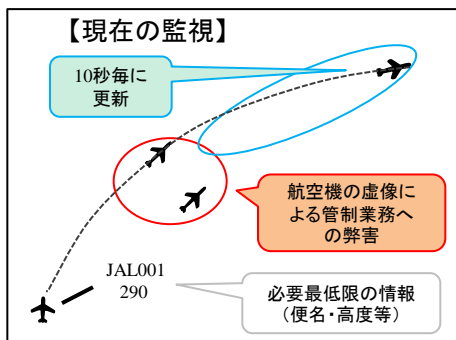 【現在の監視】
10秒毎に
更新
航空機の虚像に
よる管制業務へ
の弊害
JAL001
290
必要最低限の情報
（便名・高度等）